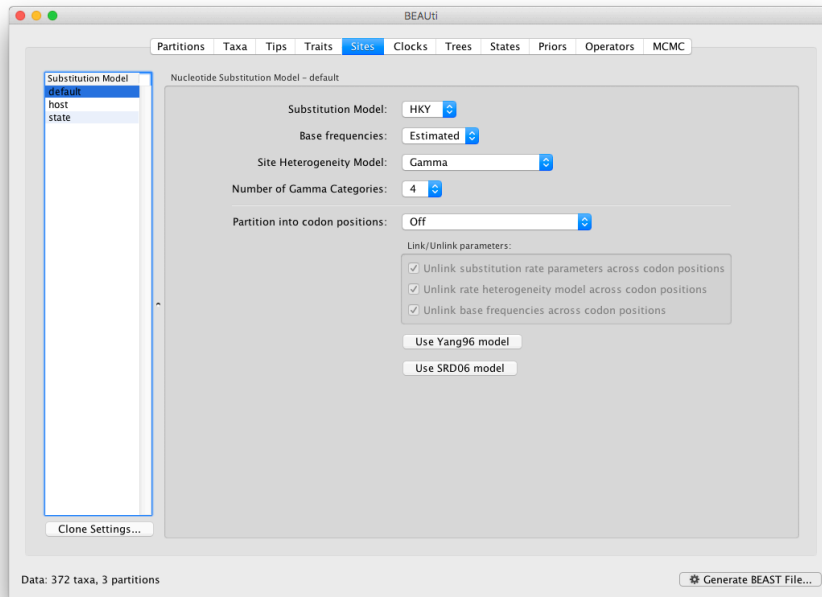 BEAUti
Partitions Taxa Tips Traits Sites Clocks Trees States Priors Operators MCMC
Substitution Model
default
host
state
Nucleotide Substitution Model – default
Substitution Model: HKY
Base frequencies: Estimated
Site Heterogeneity Model: Gamma
Number of Gamma Categories: 4
Partition into codon positions: Off
Link/Unlink parameters:
Unlink substitution rate parameters across codon positions
Unlink rate heterogeneity model across codon positions
Unlink base frequencies across codon positions
Use Yang96 model
Use SRD06 model
Clone Settings...
Data: 372 taxa, 3 partitions
Generate BEAST File...